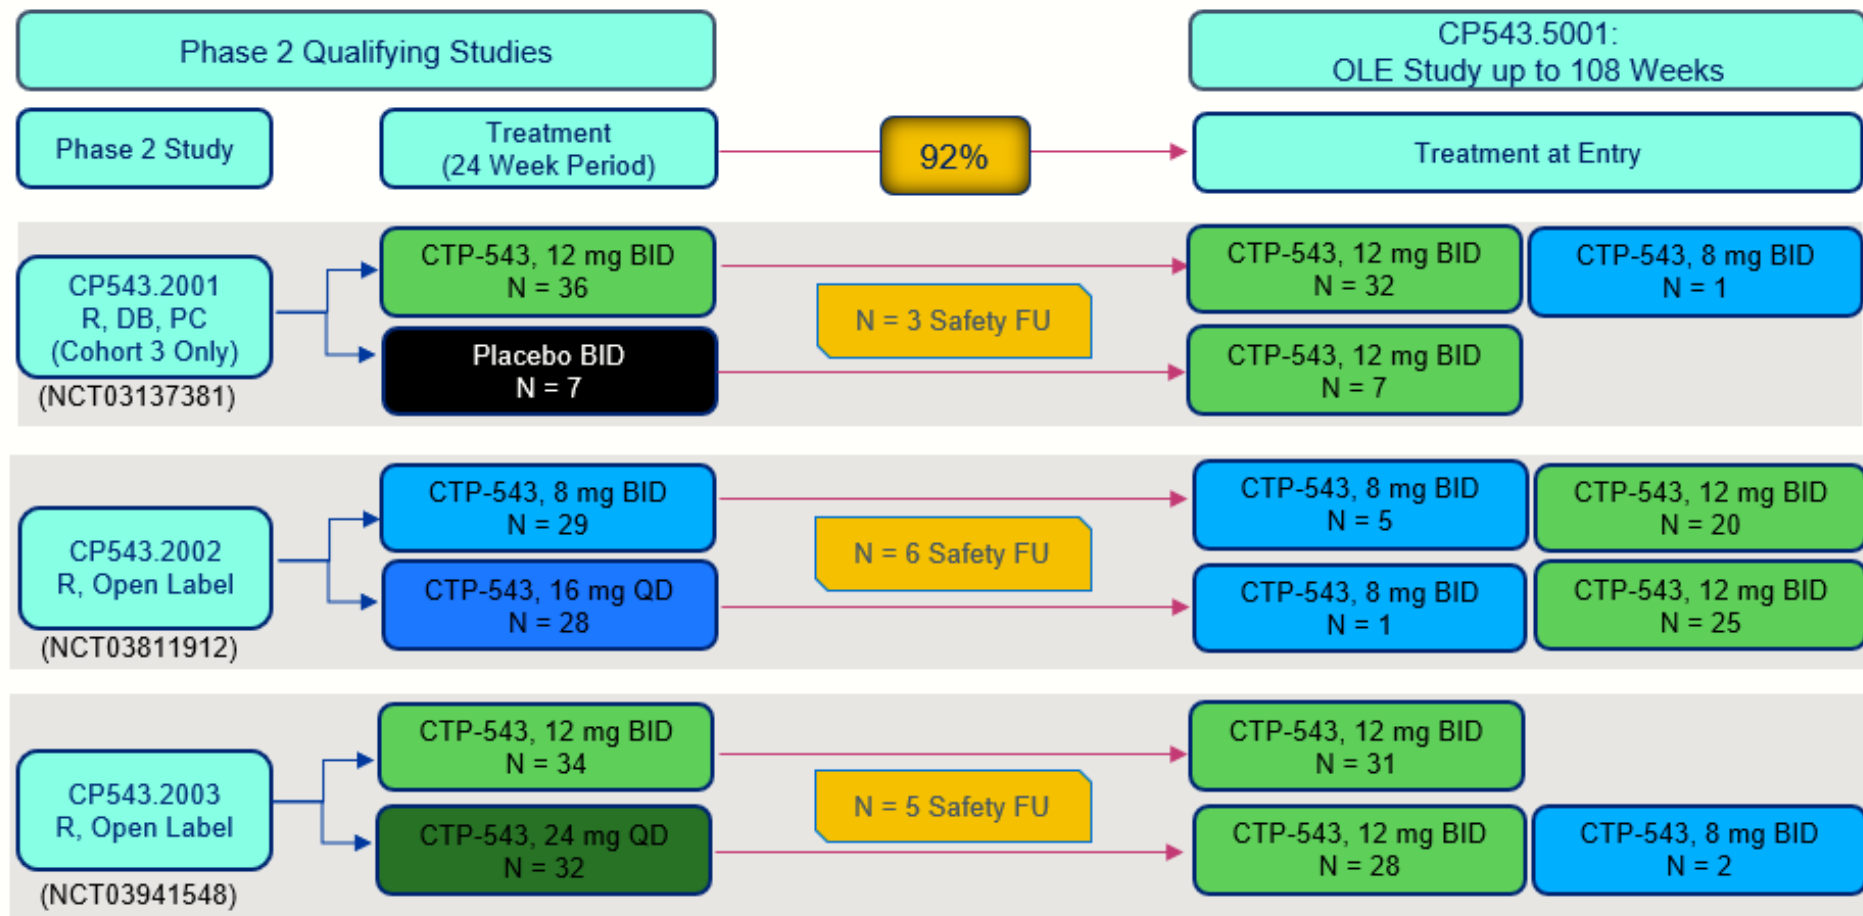 Phase 2 Qualifying Studies
CP543.5001:
OLE Study up to 108 Weeks
Phase 2 Study
Treatment
(24 Week Period)
92%
Treatment at Entry
CP543.2001
R, DB, PC
(Cohort 3 Only)
(NCT03137381)
CTP-543, 12 mg BID
N = 36
Placebo BID
N = 7
N = 3 Safety FU
CTP-543, 12 mg BID
N = 32
CTP-543, 8 mg BID
N = 1
CTP-543, 12 mg BID
N = 7
CP543.2002
R, Open Label
(NCT03811912)
CTP-543, 8 mg BID
N = 29
CTP-543, 16 mg QD
N = 28
N = 6 Safety FU
CTP-543, 8 mg BID
N = 5
CTP-543, 12 mg BID
N = 20
CTP-543, 8 mg BID
N = 1
CTP-543, 12 mg BID
N = 25
CP543.2003
R, Open Label
(NCT03941548)
CTP-543, 12 mg BID
N = 34
CTP-543, 24 mg QD
N = 32
N = 5 Safety FU
CTP-543, 12 mg BID
N = 31
CTP-543, 12 mg BID
N = 28
CTP-543, 8 mg BID
N = 2